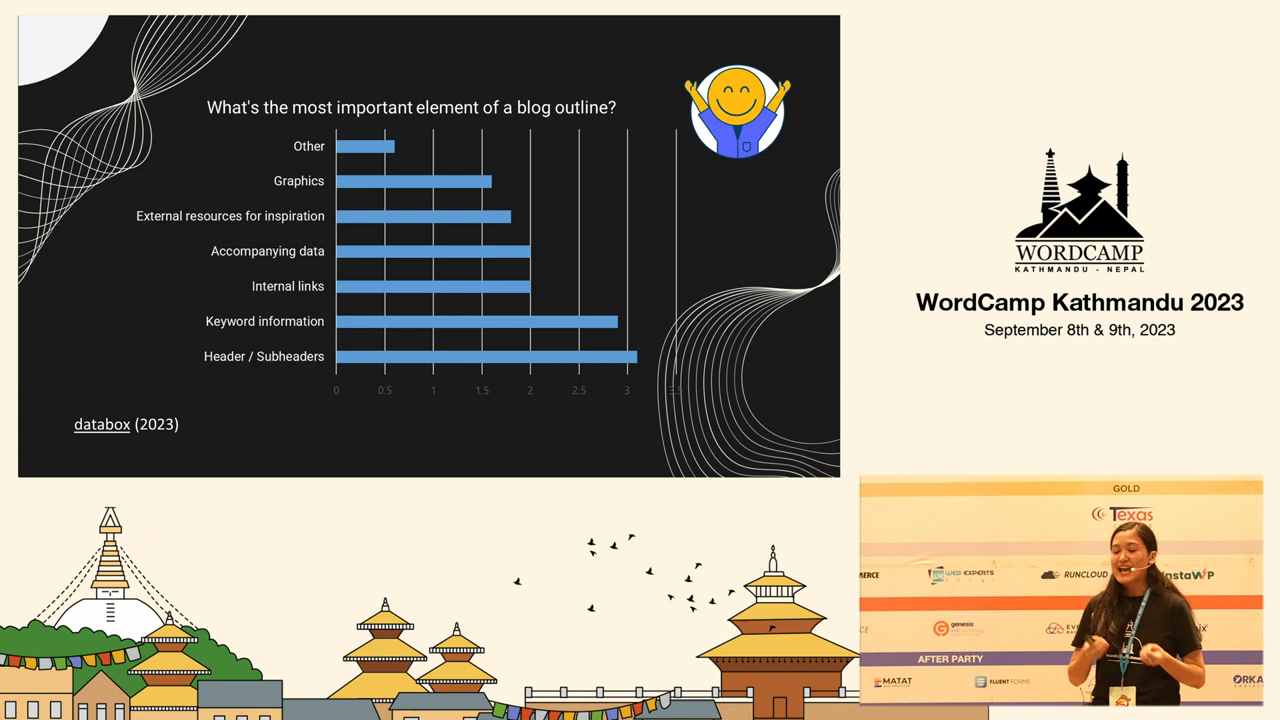 What's the most important element of a blog outline?
Other
Graphics
External resources for inspiration
Accompanying data
Internal links
Keyword information
Header / Subheaders
0 0.5 1 1.5 2 2.5 3 3.5
databox (2023)
WORDCAMP
KATHMANDU - NEPAL
WordCamp Kathmandu 2023
September 8th & 9th, 2023
GOLD
Texas
WEB EXPERTS
RUNCLOUD
InstaWP
genesis
AFTER PARTY
MATAT
FLUENT FORMS